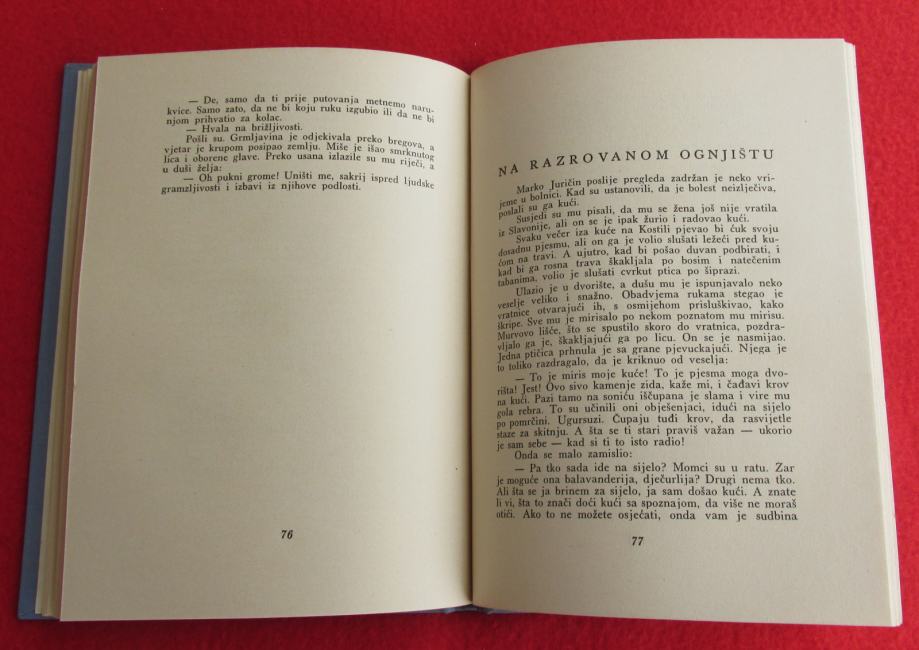 — De, samo da ti prije putovanja metnemo naru-
kvice. Samo zato, da ne bi koju ruku izgubio ili da ne bi
njom prihvatio za kolac.
— Hvala na brižljivosti.
Pošli su. Grmljavina je odjekivala preko bregova, a
vjetar je krupom posipao zemlju. Miše je išao smrknutog
lica i oborene glave. Preko usana izlazile su mu riječi, a
u duši želja:
— Oh pukni grome! Uništi me, sakrij ispred ljudske
gramzljivosti i izbavi iz njihove podlosti.
76
NA RAZROVANOM OGNJIŠTU
Marko Juričin poslije pregleda zadržan je neko vri-
jeme u bolnici. Kad su ustanovili, da je bolest neizlječiva,
poslali su ga kući.
Susjedi su mu pisali, da mu se žena još nije vratila
iz Slavonije, ali on se je ipak žurio i radovao kući.
Svaku večer iza kuće na Kostili pjevao bi ćuk svoju
dosadnu pjesmu, ali on ga je volio slušati ležeći pred ku-
ćom na travi. A ujutro, kad bi pošao duvan podbirati, i
kad bi ga rosna trava škakljala po bosim i natečenim
tabanima, volio je slušati cvrkut ptica po šiprazi.
Ulazio je u dvorište, a dušu mu je ispunjavalo neko
veselje veliko i snažno. Obadvjema rukama stegao je
vratnice otvarajući ih, s osmijehom prisluškivao, kako
škripe. Sve mu je mirisalo po nekom poznatom mu mirisu.
Murvovo lišće, što se spustilo skoro do vratnica, pozdra-
vljalo ga je, škakljajući ga po licu. On se je nasmijao.
Jedna ptičica prhnula je sa grane pjevuckajući. Njega je
to toliko razdragalo, da je kriknuo od veselja:
— To je miris moje kuće! To je pjesma moga dvo-
rišta! Jest! Ovo sivo kamenje zida, kaže mi, i čađavi krov
na kući. Pazi tamo na soniću iščupana je slama i vire mu
gola rebra. To su učinili oni obješenjaci, idući na sijelo
po pomrčini. Ugursuzi. Čupaju tuđi krov, da rasvijetle
staze za skitnju. A šta se ti stari praviš važan — ukorio
je sam sebe — kad si ti to isto radio!
Onda se malo zamislio:
— Pa tko sada ide na sijelo? Momci su u ratu. Zar
je moguće ona balavanderija, dječurlija? Drugi nema tko.
Ali šta se ja brinem za sijelo, ja sam došao kući. A znate
li vi, šta to znači doći kući sa spoznajom, da više ne moraš
otići. Ako to ne možete osjećati, onda vam je sudbina
77